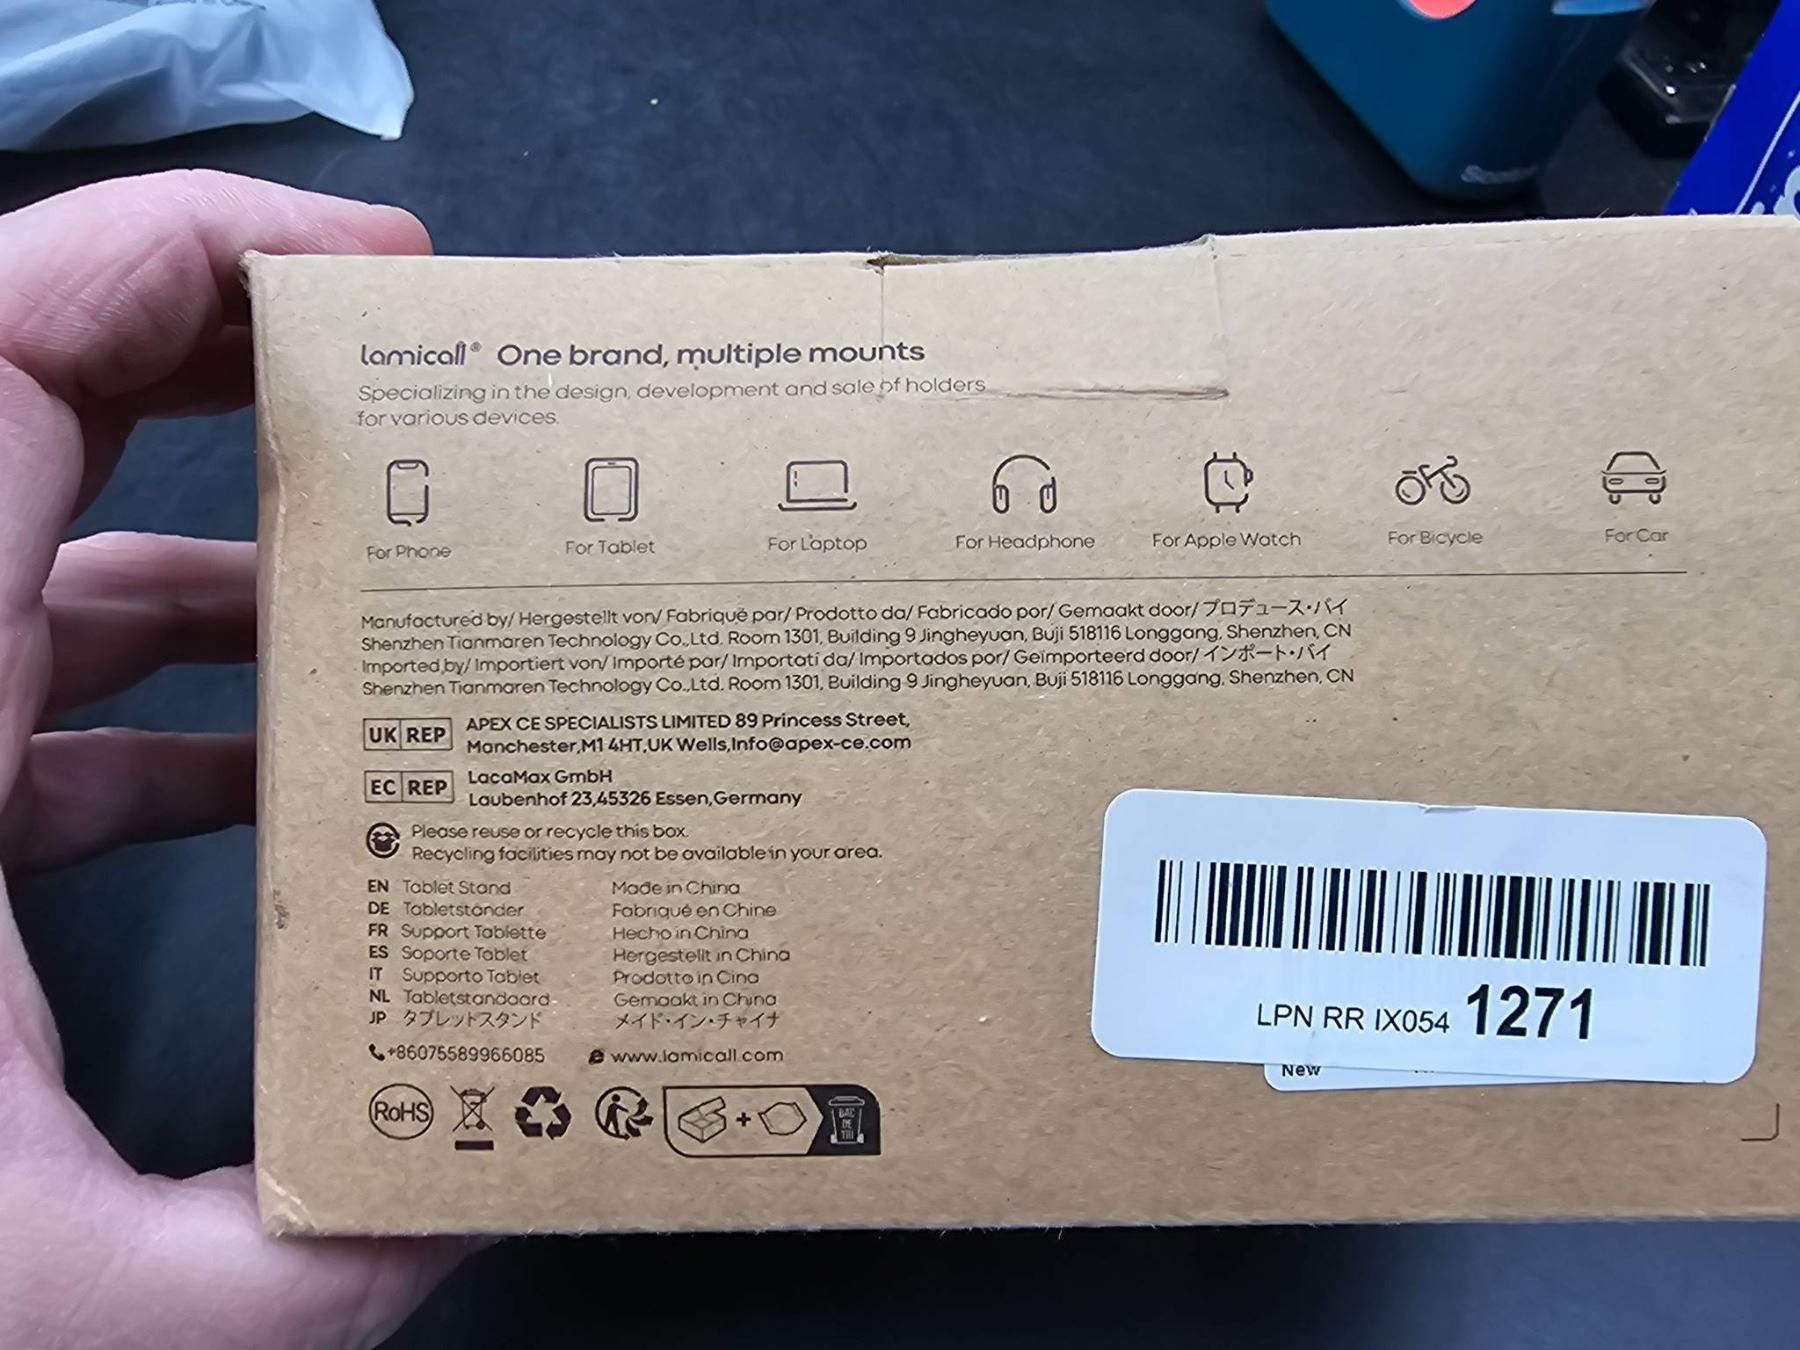 lamicall® One brand, multiple mounts
Specializing in the design, development and sale of holders
for various devices.
For Phone
For Tablet
For Laptop
For Headphone
For Apple Watch
For Bicycle
For Car
Manufactured by/ Hergestellt von/ Fabriqué par/ Prodotto da/ Fabricado por/ Gemaakt door/ プロデュース・バイ
Shenzhen Tianmaren Technology Co.,Ltd. Room 1301, Building 9 Jingheyuan, Buji 518116 Longgang, Shenzhen, CN
Imported by/ Importiert von/ Importé par/ Importati da/ Importados por/ Geïmporteerd door/ インポート・バイ
Shenzhen Tianmaren Technology Co.,Ltd. Room 1301, Building 9 Jingheyuan, Buji 518116 Longgang, Shenzhen, CN
UK REP APEX CE SPECIALISTS LIMITED 89 Princess Street,
Manchester,M1 4HT,UK Wells,Info@apex-ce.com
EC REP LacaMax GmbH
Laubenhof 23,45326 Essen,Germany
Please reuse or recycle this box.
Recycling facilities may not be available in your area.
EN Tablet Stand Made in China
DE Tabletständer Fabriqué en Chine
FR Support Tablette Hecho in China
ES Soporte Tablet Hergestellt in China
IT Supporto Tablet Prodotto in Cina
NL Tabletstandaard Gemaakt in China
JP タブレットスタンド メイド・イン・チャイナ
+86075589966085 www.lamicall.com
RoHS
BAC
DE
TRI
LPN RR IX054 1271
New